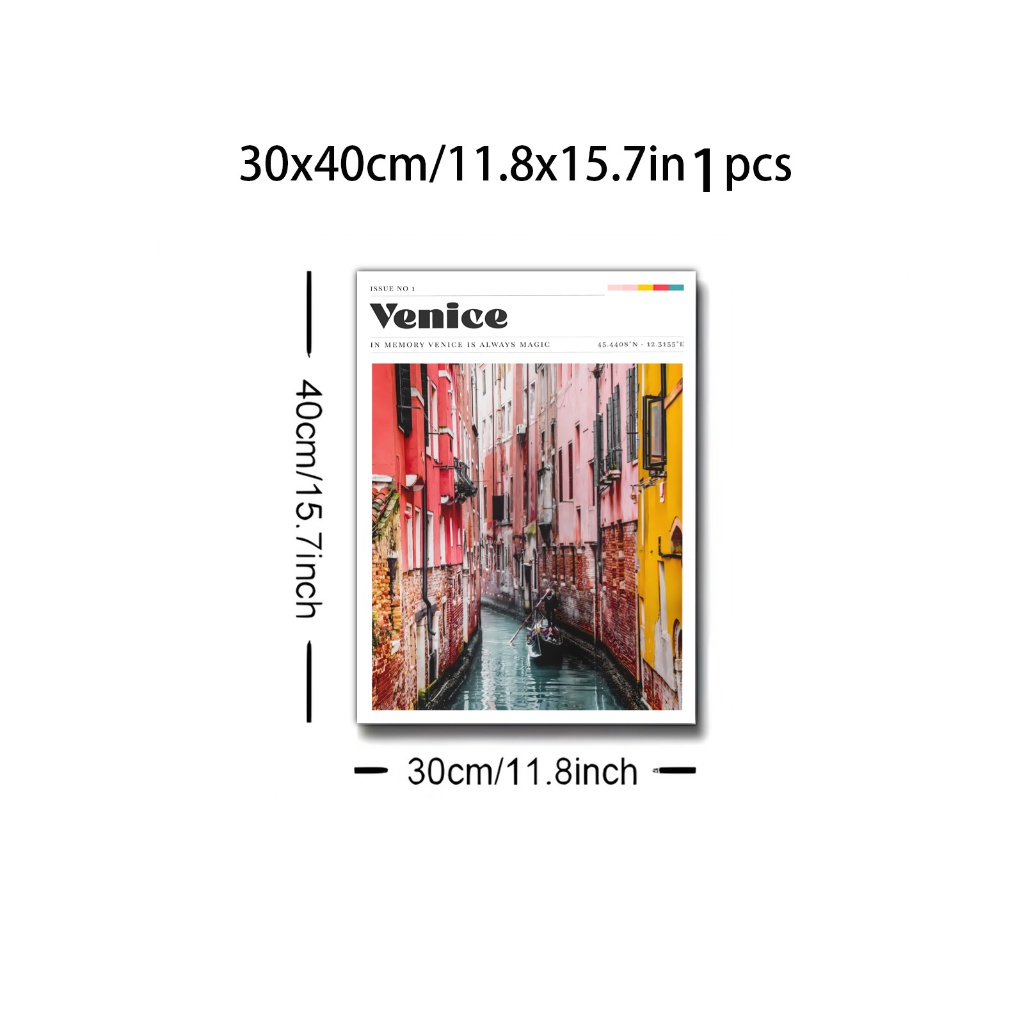 30x40cm/11.8x15.7in 1 pcs
ISSUE NO 1
Venice
IN MEMORY VENICE IS ALWAYS MAGIC
45.4408°N - 12.3155°E
40cm/15.7inch
30cm/11.8inch